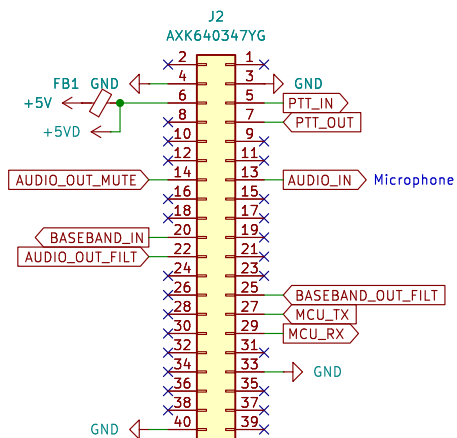 J2
AXK640347YG
2 1
FB1 GND 4 3 GND
+5V 6 5 PTT_IN
+5VD 8 7 PTT_OUT
10 9
12 11
AUDIO_OUT_MUTE 14 13 AUDIO_IN Microphone
16 15
18 17
BASEBAND_IN 20 19
AUDIO_OUT_FILT 22 21
24 23
26 25 BASEBAND_OUT_FILT
28 27 MCU_TX
30 29 MCU_RX
32 31
34 33 GND
36 35
38 37
GND 40 39